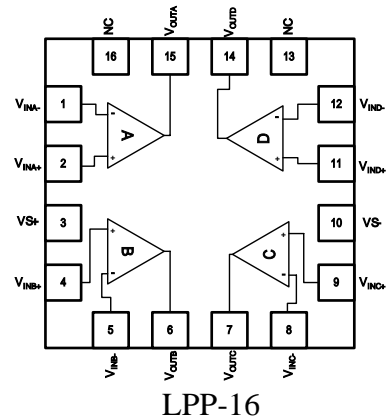 NC
VOUTA
VOUTD
NC
16
15
14
13
VINA- 1
- A +
- D +
12 VIND-
VINA+ 2
11 VIND+
VS+ 3
10 VS-
VINB+ 4
+ B -
+ C -
9 VINC+
5
6
7
8
VINB-
VOUTB
VOUTC
VINC-
LPP-16